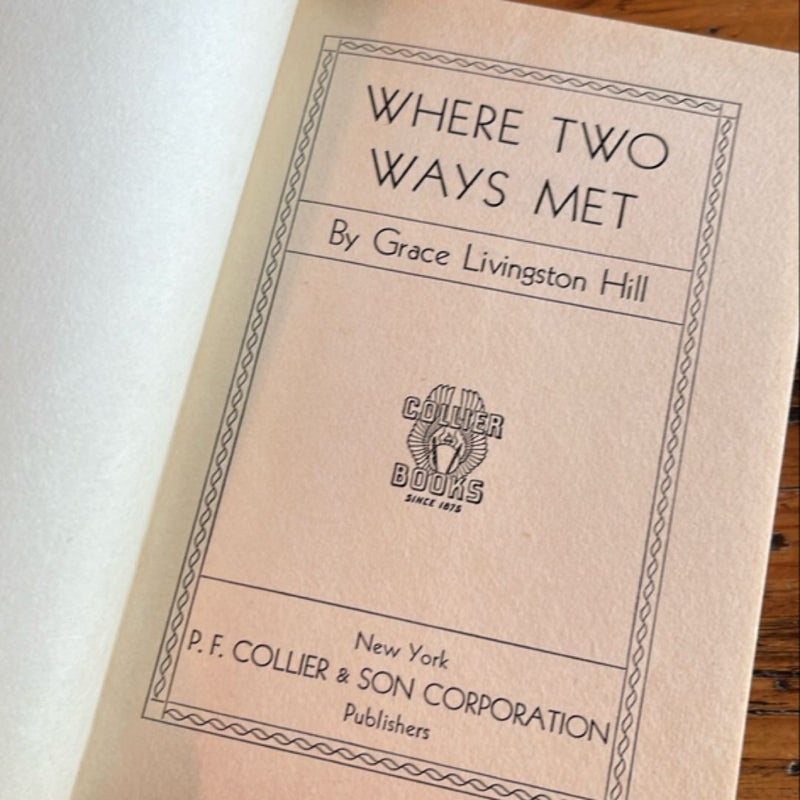 WHERE TWO
WAYS MET
By Grace Livingston Hill
COLLIER
BOOKS
SINCE 1875
New York
P. F. COLLIER & SON CORPORATION
Publishers